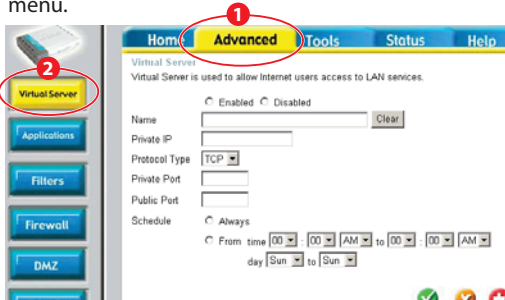 menu.
1
Home Advanced Tools Status Help
2
Virtual Server
Virtual Server is used to allow Internet users access to LAN services.
Virtual Server
Enabled Disabled
Name Clear
Applications
Private IP
Protocol Type TCP
Filters
Private Port
Public Port
Firewall
Schedule Always
From time 00 : 00 AM to 00 : 00 AM
day Sun to Sun
DMZ